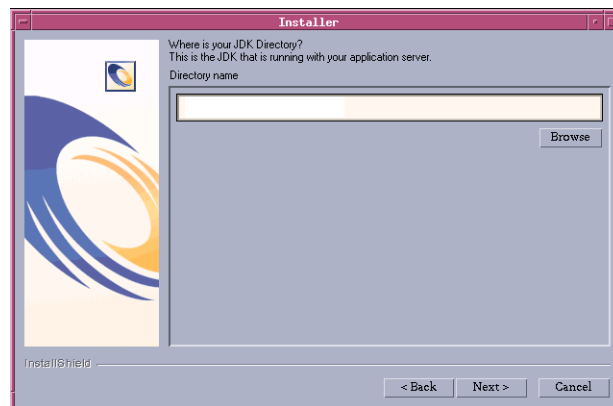 Installer
Where is your JDK Directory?
This is the JDK that is running with your application server.
Directory name
Browse
InstallShield
< Back
Next >
Cancel